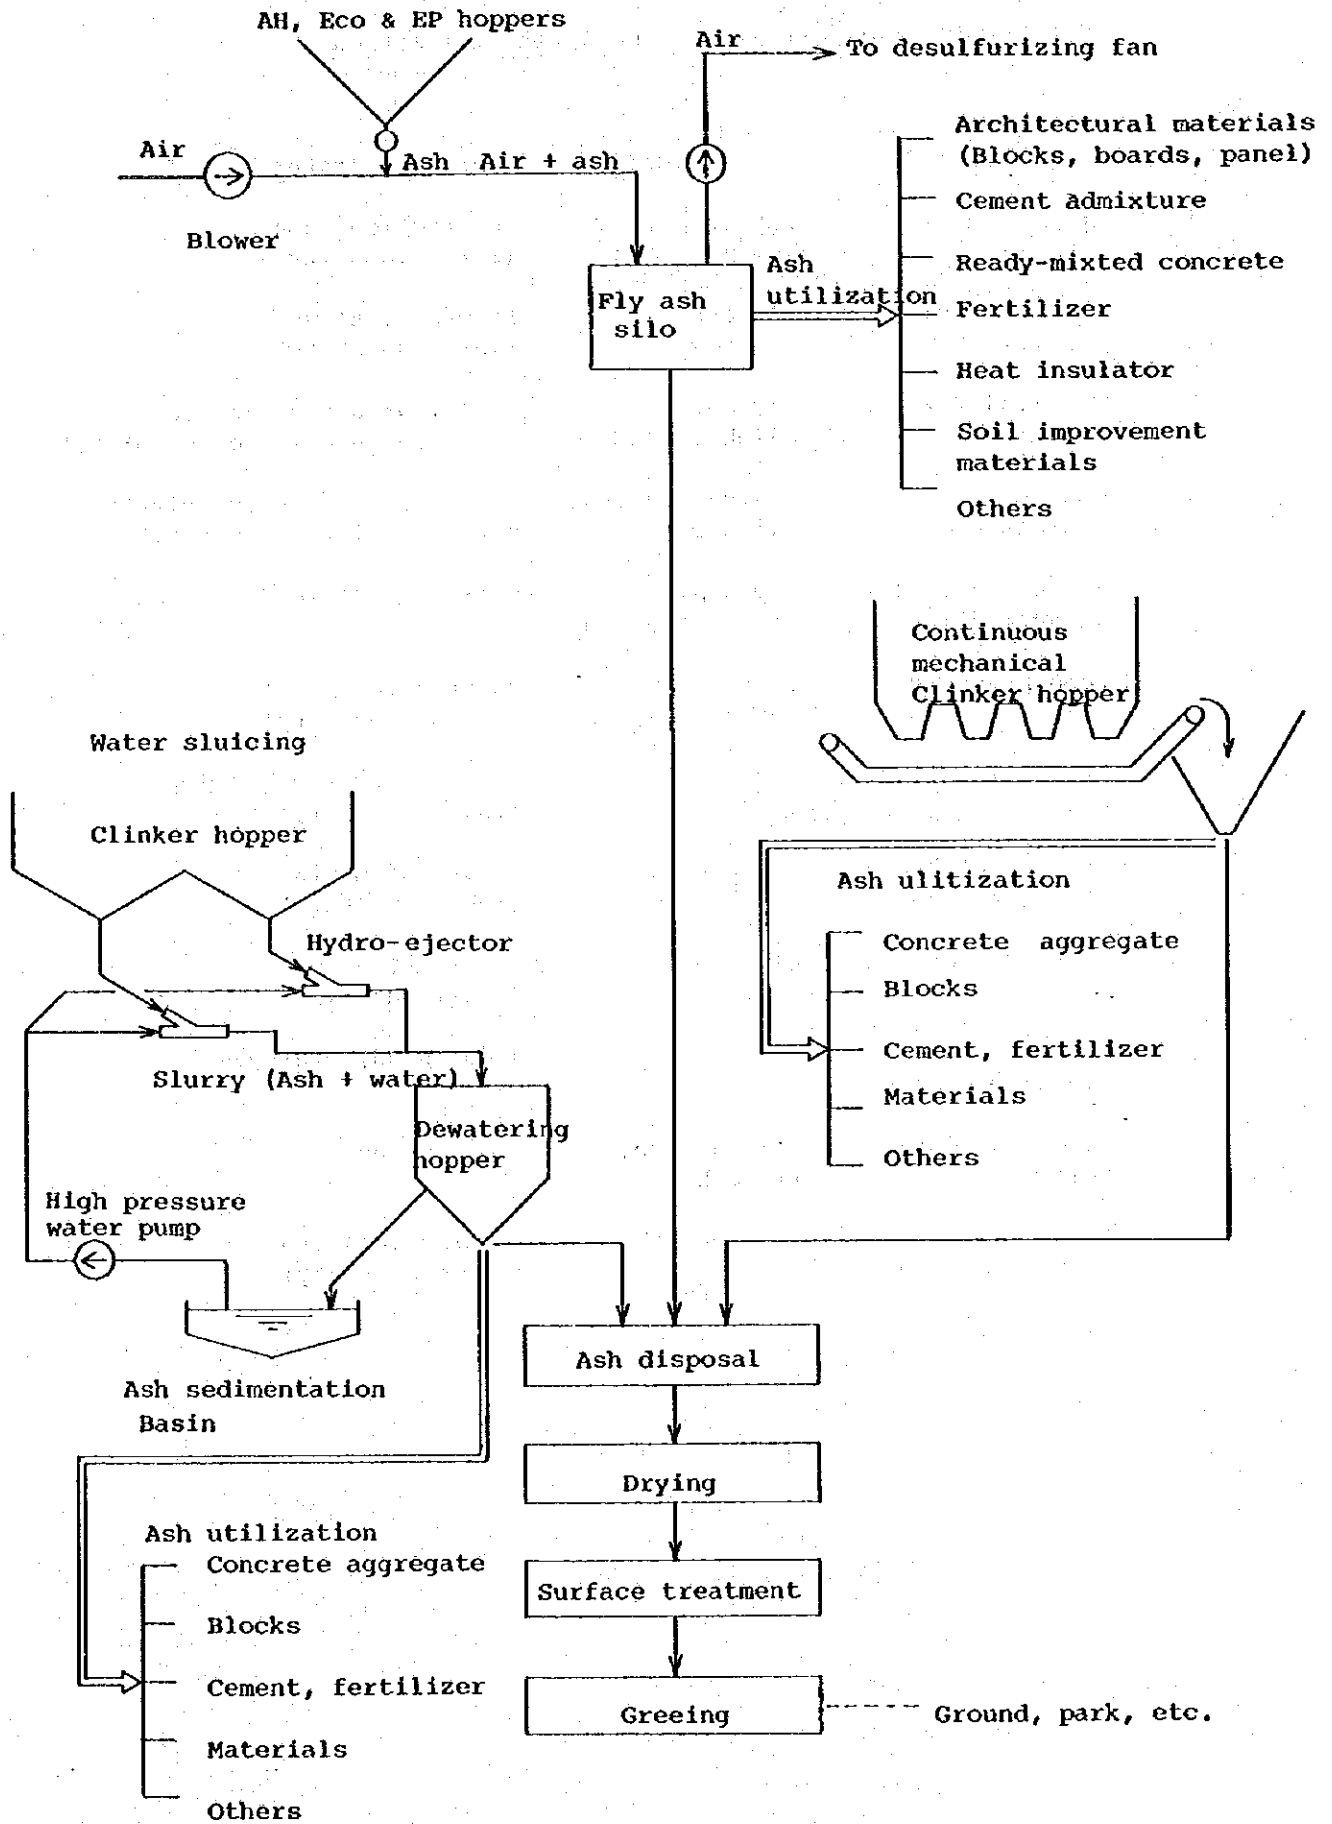 AH, Eco & EP hoppers
Air
To desulfurizing fan
Architectural materials
(Blocks, boards, panel)
Air
Ash
Air + ash
Cement admixture
Blower
Ready-mixted concrete
Ash
utilization
Fly ash
silo
Fertilizer
Heat insulator
Soil improvement
materials
Others
Continuous
mechanical
Clinker hopper
Water sluicing
Clinker hopper
Ash ulitization
Hydro-ejector
Concrete aggregate
Blocks
Cement, fertilizer
Materials
Others
Slurry (Ash + water)
Dewatering
hopper
High pressure
water pump
Ash sedimentation
Basin
Ash disposal
Drying
Surface treatment
Greeing
Ground, park, etc.
Ash utilization
Concrete aggregate
Blocks
Cement, fertilizer
Materials
Others